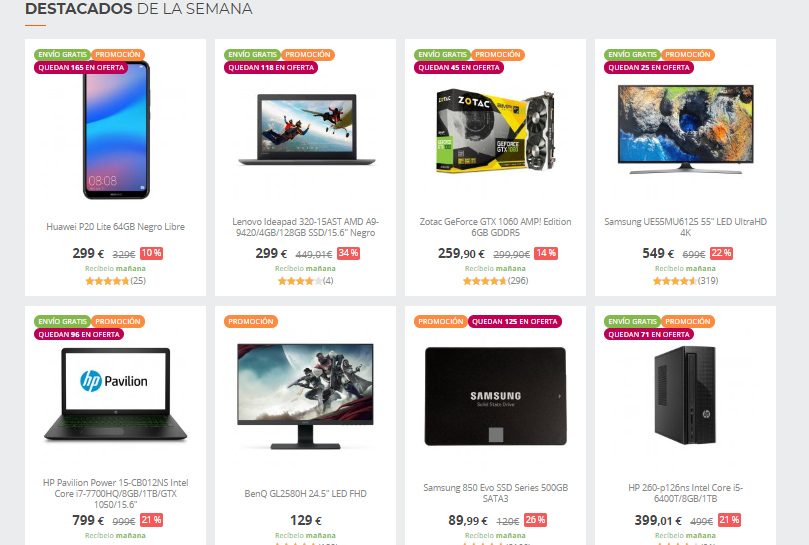 DESTACADOS DE LA SEMANA
ENVÍO GRATIS PROMOCIÓN
QUEDAN 165 EN OFERTA
08:08
Huawei P20 Lite 64GB Negro Libre
299 € 329€ 10 %
Recíbelo mañana
(25)
ENVÍO GRATIS PROMOCIÓN
QUEDAN 118 EN OFERTA
Lenovo Ideapad 320-15AST AMD A9-
9420/4GB/128GB SSD/15.6" Negro
299 € 449,01€ 34 %
Recíbelo mañana
(4)
ENVÍO GRATIS PROMOCIÓN
QUEDAN 45 EN OFERTA
ZOTAC
GEFORCE
GTX 1060
Zotac GeForce GTX 1060 AMP! Edition
6GB GDDR5
259,90 € 299,90€ 14 %
Recíbelo mañana
(296)
ENVÍO GRATIS PROMOCIÓN
QUEDAN 25 EN OFERTA
Samsung UE55MU6125 55" LED UltraHD
4K
549 € 699€ 22 %
Recíbelo mañana
(319)
ENVÍO GRATIS PROMOCIÓN
QUEDAN 96 EN OFERTA
hp Pavilion
HP Pavilion Power 15-CB012NS Intel
Core i7-7700HQ/8GB/1TB/GTX
1050/15.6"
799 € 999€ 21 %
Recíbelo mañana
PROMOCIÓN
BenQ GL2580H 24.5" LED FHD
129 €
Recíbelo mañana
PROMOCIÓN QUEDAN 125 EN OFERTA
SAMSUNG
Solid State Drive
Samsung 850 Evo SSD Series 500GB
SATA3
89,99 € 120€ 26 %
Recíbelo mañana
ENVÍO GRATIS PROMOCIÓN
QUEDAN 71 EN OFERTA
hp
HP 260-p126ns Intel Core i5-
6400T/8GB/1TB
399,01 € 499€ 21 %
Recíbelo mañana